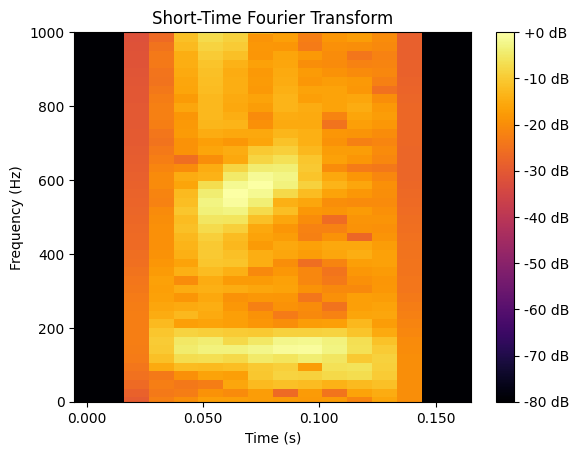 Short-Time Fourier Transform
Frequency (Hz)
1000
800
600
400
200
0
0.000
0.050
0.100
0.150
Time (s)
+0 dB
-10 dB
-20 dB
-30 dB
-40 dB
-50 dB
-60 dB
-70 dB
-80 dB